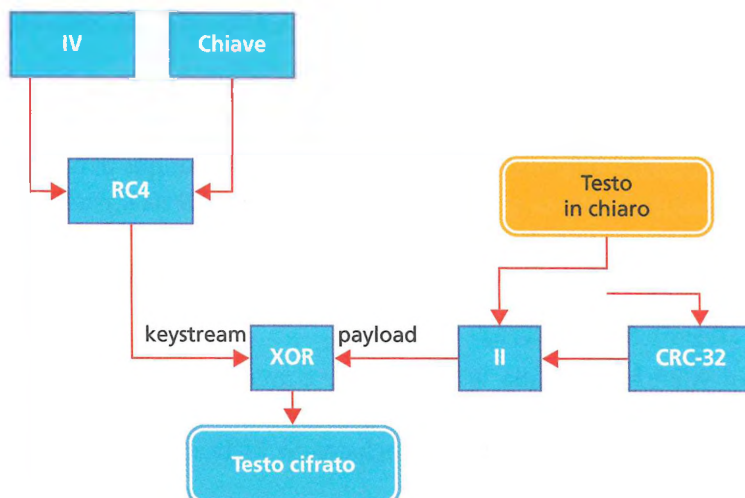 IV
Chiave
RC4
Testo
in chiaro
keystream
XOR
payload
II
CRC-32
Testo cifrato